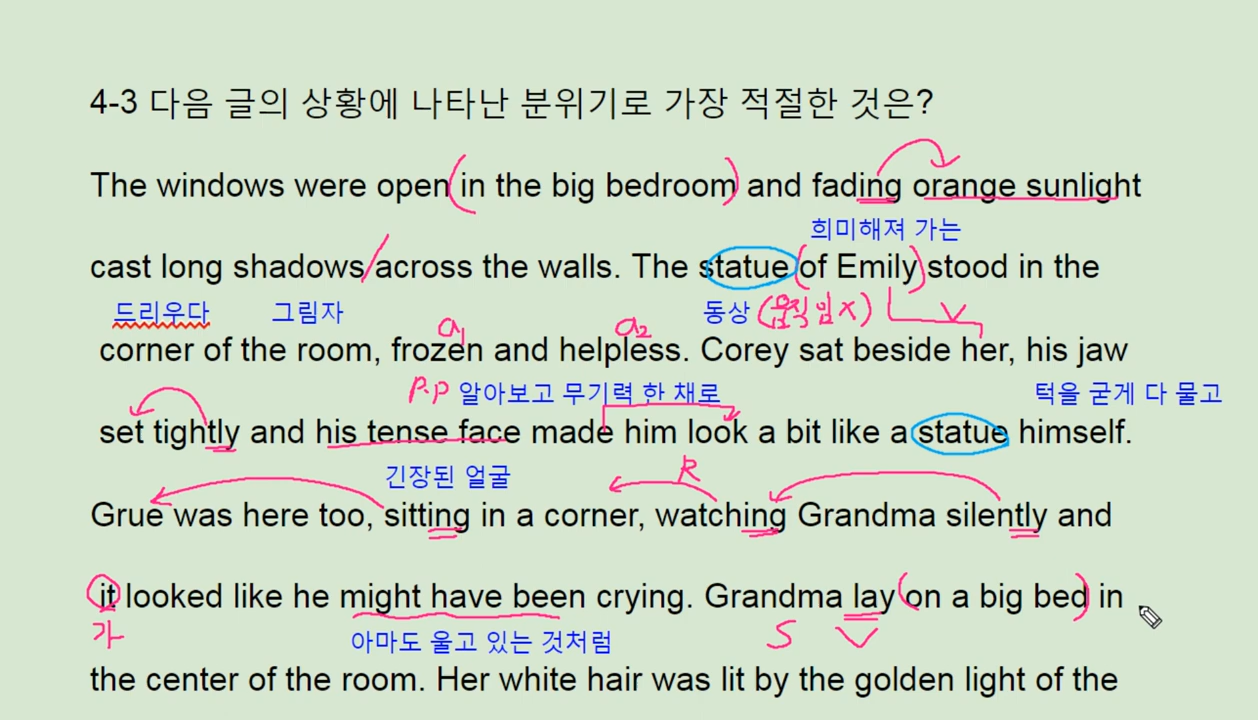 4-3 다음 글의 상황에 나타난 분위기로 가장 적절한 것은?
The windows were open in the big bedroom and fading orange sunlight
희미해져 가는
cast long shadows across the walls. The statue of Emily stood in the
드리우다 그림자 동상 (움직임 X) V
a1 a2
corner of the room, frozen and helpless. Corey sat beside her, his jaw
P.P 알아보고 무기력 한 채로 턱을 굳게 다 물고
set tightly and his tense face made him look a bit like a statue himself.
긴장된 얼굴 R
Grue was here too, sitting in a corner, watching Grandma silently and
it looked like he might have been crying. Grandma lay on a big bed in
가 아마도 울고 있는 것처럼 S V
the center of the room. Her white hair was lit by the golden light of the